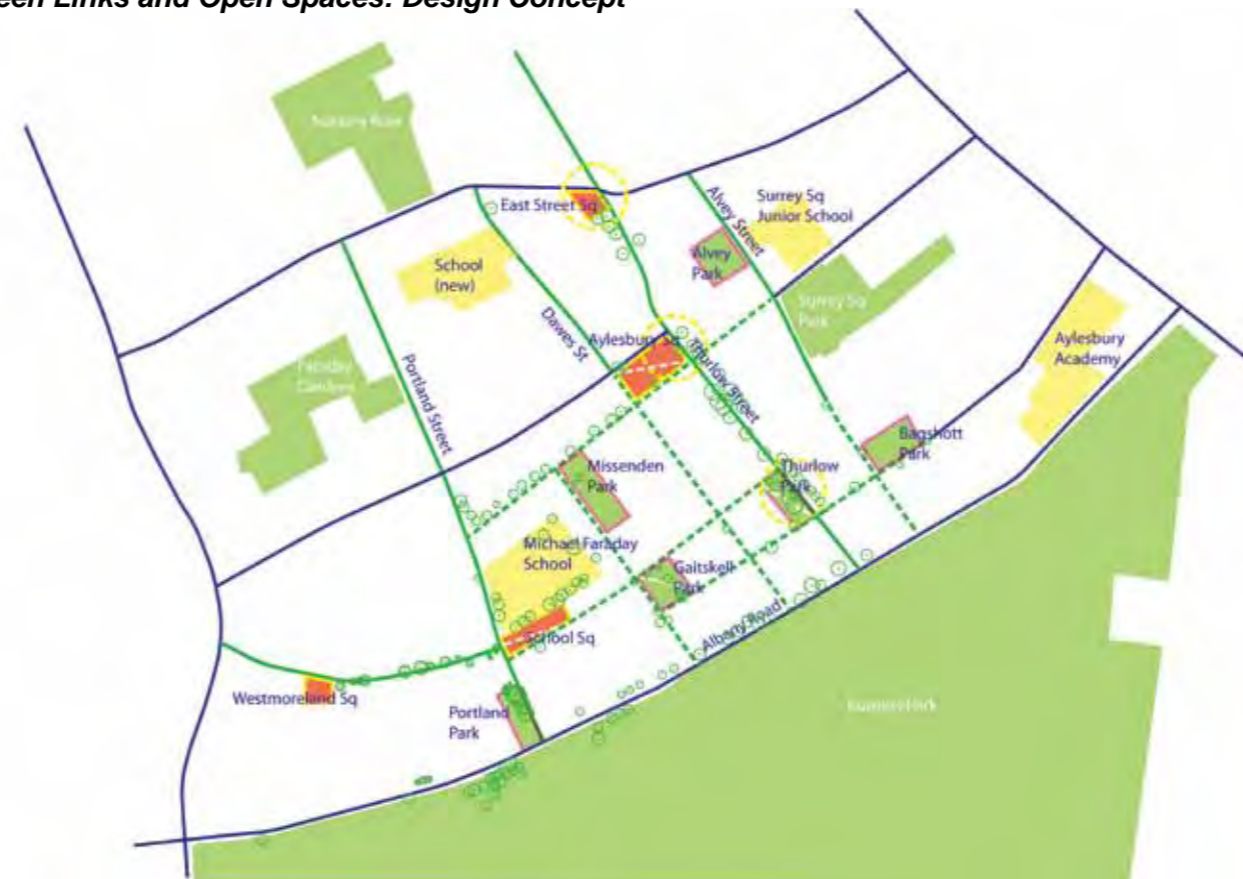 een Links and Open Spaces: Design Concept
Nursery Row
East Street Sq
Alvey Street
Surrey Sq
Junior School
School
(new)
Alvey
Park
Surrey Sq
Park
Dawes St.
Aylesbury Sq
Thurlow Street
Aylesbury
Academy
Faraday
Gardens
Portland Street
Missenden
Park
Thurlow
Park
Bagshott
Park
Michael Faraday
School
Gaitskell
Park
School Sq
Albany Road
Westmoreland Sq
Portland
Park